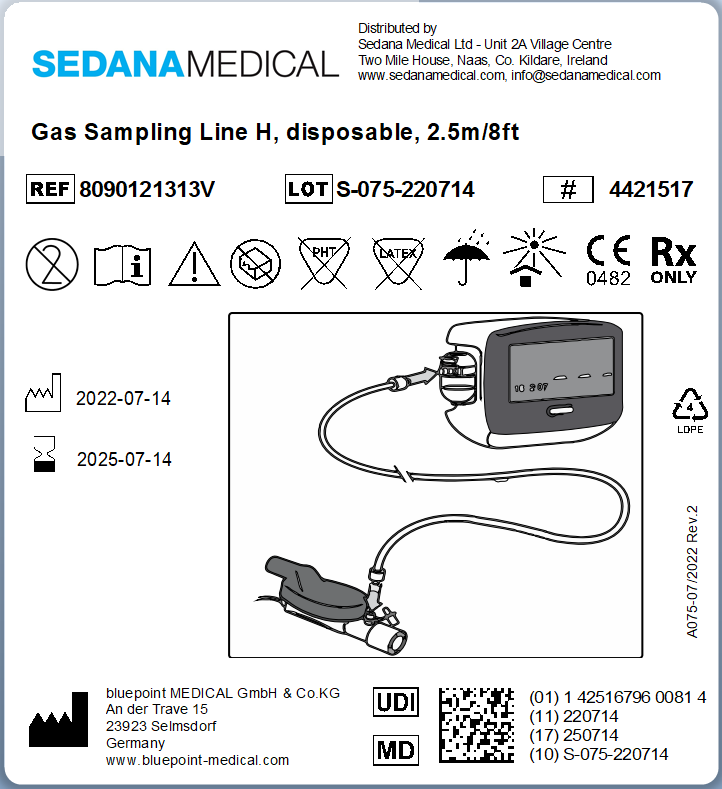 SEDANAMEDICAL
Distributed by
Sedana Medical Ltd - Unit 2A Village Centre
Two Mile House, Naas, Co. Kildare, Ireland
www.sedanamedical.com, info@sedanamedical.com
Gas Sampling Line H, disposable, 2.5m/8ft
REF 8090121313V
LOT S-075-220714
# 4421517
2
i
!
PHT
LATEX
CE
0482
Rx
ONLY
2022-07-14
2025-07-14
4
LDPE
A075-07/2022 Rev.2
bluepoint MEDICAL GmbH & Co.KG
An der Trave 15
23923 Selmsdorf
Germany
www.bluepoint-medical.com
UDI
MD
(01) 1 42516796 0081 4
(11) 220714
(17) 250714
(10) S-075-220714